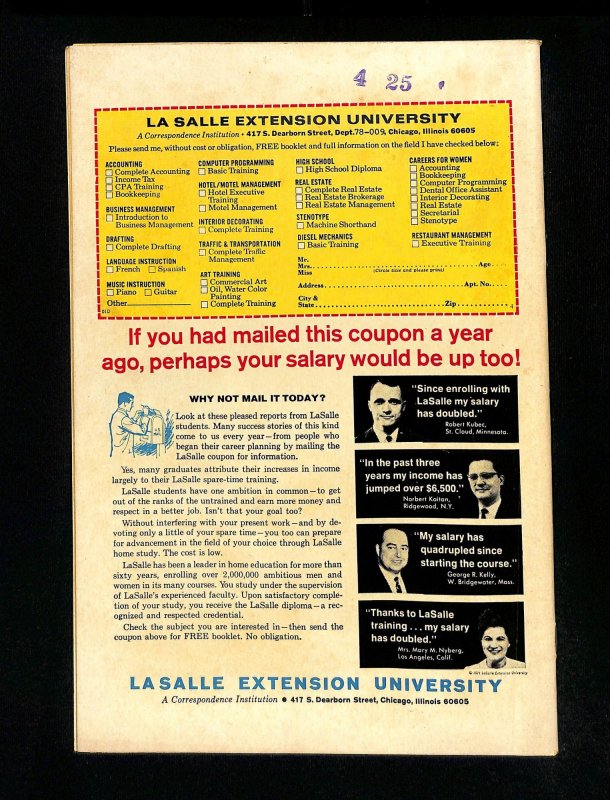 4 25
LA SALLE EXTENSION UNIVERSITY
A Correspondence Institution • 417 S. Dearborn Street, Dept. 78-009, Chicago, Illinois 60605
Please send me, without cost or obligation, FREE booklet and full information on the field I have checked below:
ACCOUNTING
Complete Accounting
Income Tax
CPA Training
Bookkeeping
BUSINESS MANAGEMENT
Introduction to
Business Management
DRAFTING
Complete Drafting
LANGUAGE INSTRUCTION
French Spanish
MUSIC INSTRUCTION
Piano Guitar
Other
010
COMPUTER PROGRAMMING
Basic Training
HOTEL/MOTEL MANAGEMENT
Hotel Executive
Training
Motel Management
INTERIOR DECORATING
Complete Training
TRAFFIC & TRANSPORTATION
Complete Traffic
Management
ART TRAINING
Commercial Art
Oil, Water Color
Painting
Complete Training
HIGH SCHOOL
High School Diploma
REAL ESTATE
Complete Real Estate
Real Estate Brokerage
Real Estate Management
STENOTYPE
Machine Shorthand
DIESEL MECHANICS
Basic Training
CAREERS FOR WOMEN
Accounting
Bookkeeping
Computer Programming
Dental Office Assistant
Interior Decorating
Real Estate
Secretarial
Stenotype
RESTAURANT MANAGEMENT
Executive Training
Mr.
Mrs. Age
Miss (Circle title and please print)
Address Apt. No.
City &
State Zip
4
If you had mailed this coupon a year
ago, perhaps your salary would be up too!
WHY NOT MAIL IT TODAY?
Look at these pleased reports from LaSalle
students. Many success stories of this kind
come to us every year—from people who
began their career planning by mailing the
LaSalle coupon for information.
Yes, many graduates attribute their increases in income
largely to their LaSalle spare-time training.
LaSalle students have one ambition in common—to get
out of the ranks of the untrained and earn more money and
respect in a better job. Isn't that your goal too?
Without interfering with your present work—and by de-
voting only a little of your spare time—you too can prepare
for advancement in the field of your choice through LaSalle
home study. The cost is low.
LaSalle has been a leader in home education for more than
sixty years, enrolling over 2,000,000 ambitious men and
women in its many courses. You study under the supervision
of LaSalle's experienced faculty. Upon satisfactory comple-
tion of your study, you receive the LaSalle diploma—a rec-
ognized and respected credential.
Check the subject you are interested in—then send the
coupon above for FREE booklet. No obligation.
"Since enrolling with
LaSalle my salary
has doubled."
Robert Kubec,
St. Cloud, Minnesota.
"In the past three
years my income has
jumped over $6,500."
Norbert Koitan,
Ridgewood, N.Y.
"My salary has
quadrupled since
starting the course."
George R. Kelly,
W. Bridgewater, Mass.
"Thanks to LaSalle
training . . . my salary
has doubled."
Mrs. Mary M. Nyberg,
Los Angeles, Calif.
© 1971 LaSalle Extension University
LASALLE EXTENSION UNIVERSITY
A Correspondence Institution • 417 S. Dearborn Street, Chicago, Illinois 60605